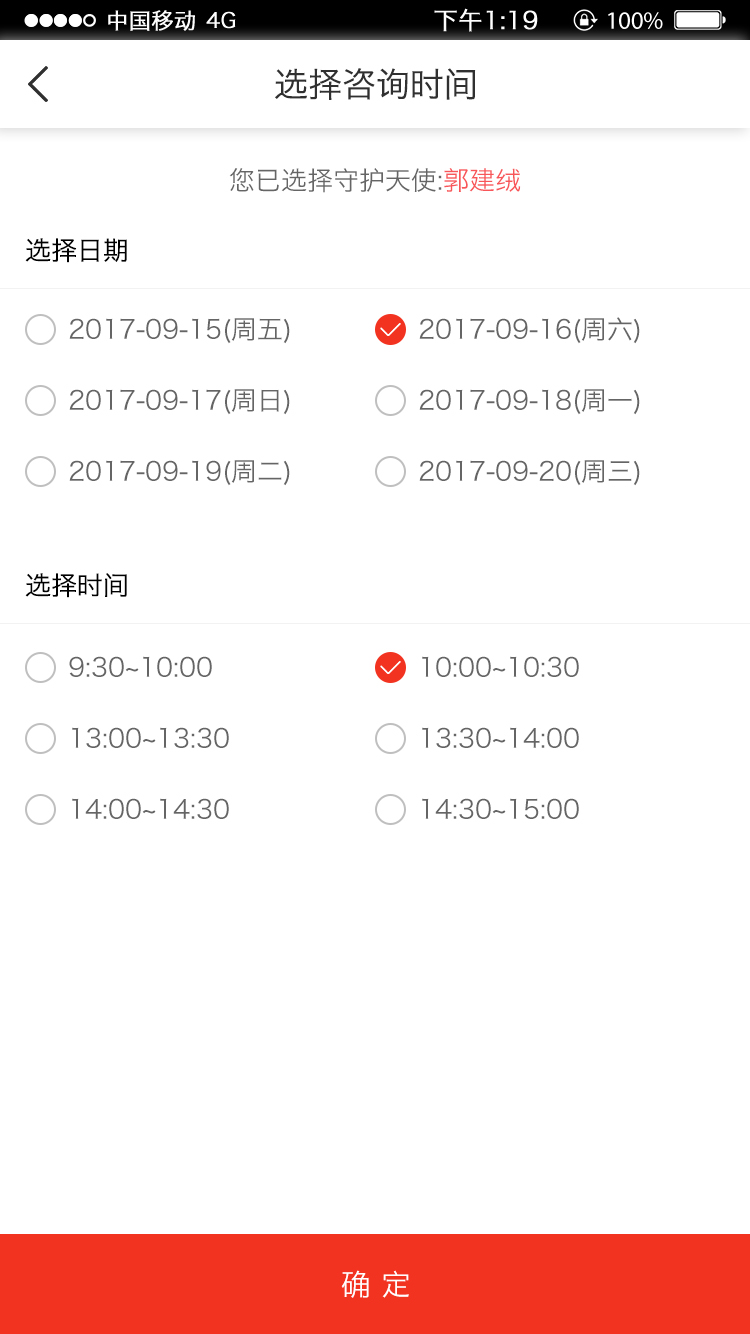 中国移动 4G 下午1:19 100%
选择咨询时间
您已选择守护天使:郭建绒
选择日期
2017-09-15(周五) 2017-09-16(周六)
2017-09-17(周日) 2017-09-18(周一)
2017-09-19(周二) 2017-09-20(周三)
选择时间
9:30~10:00 10:00~10:30
13:00~13:30 13:30~14:00
14:00~14:30 14:30~15:00
确 定